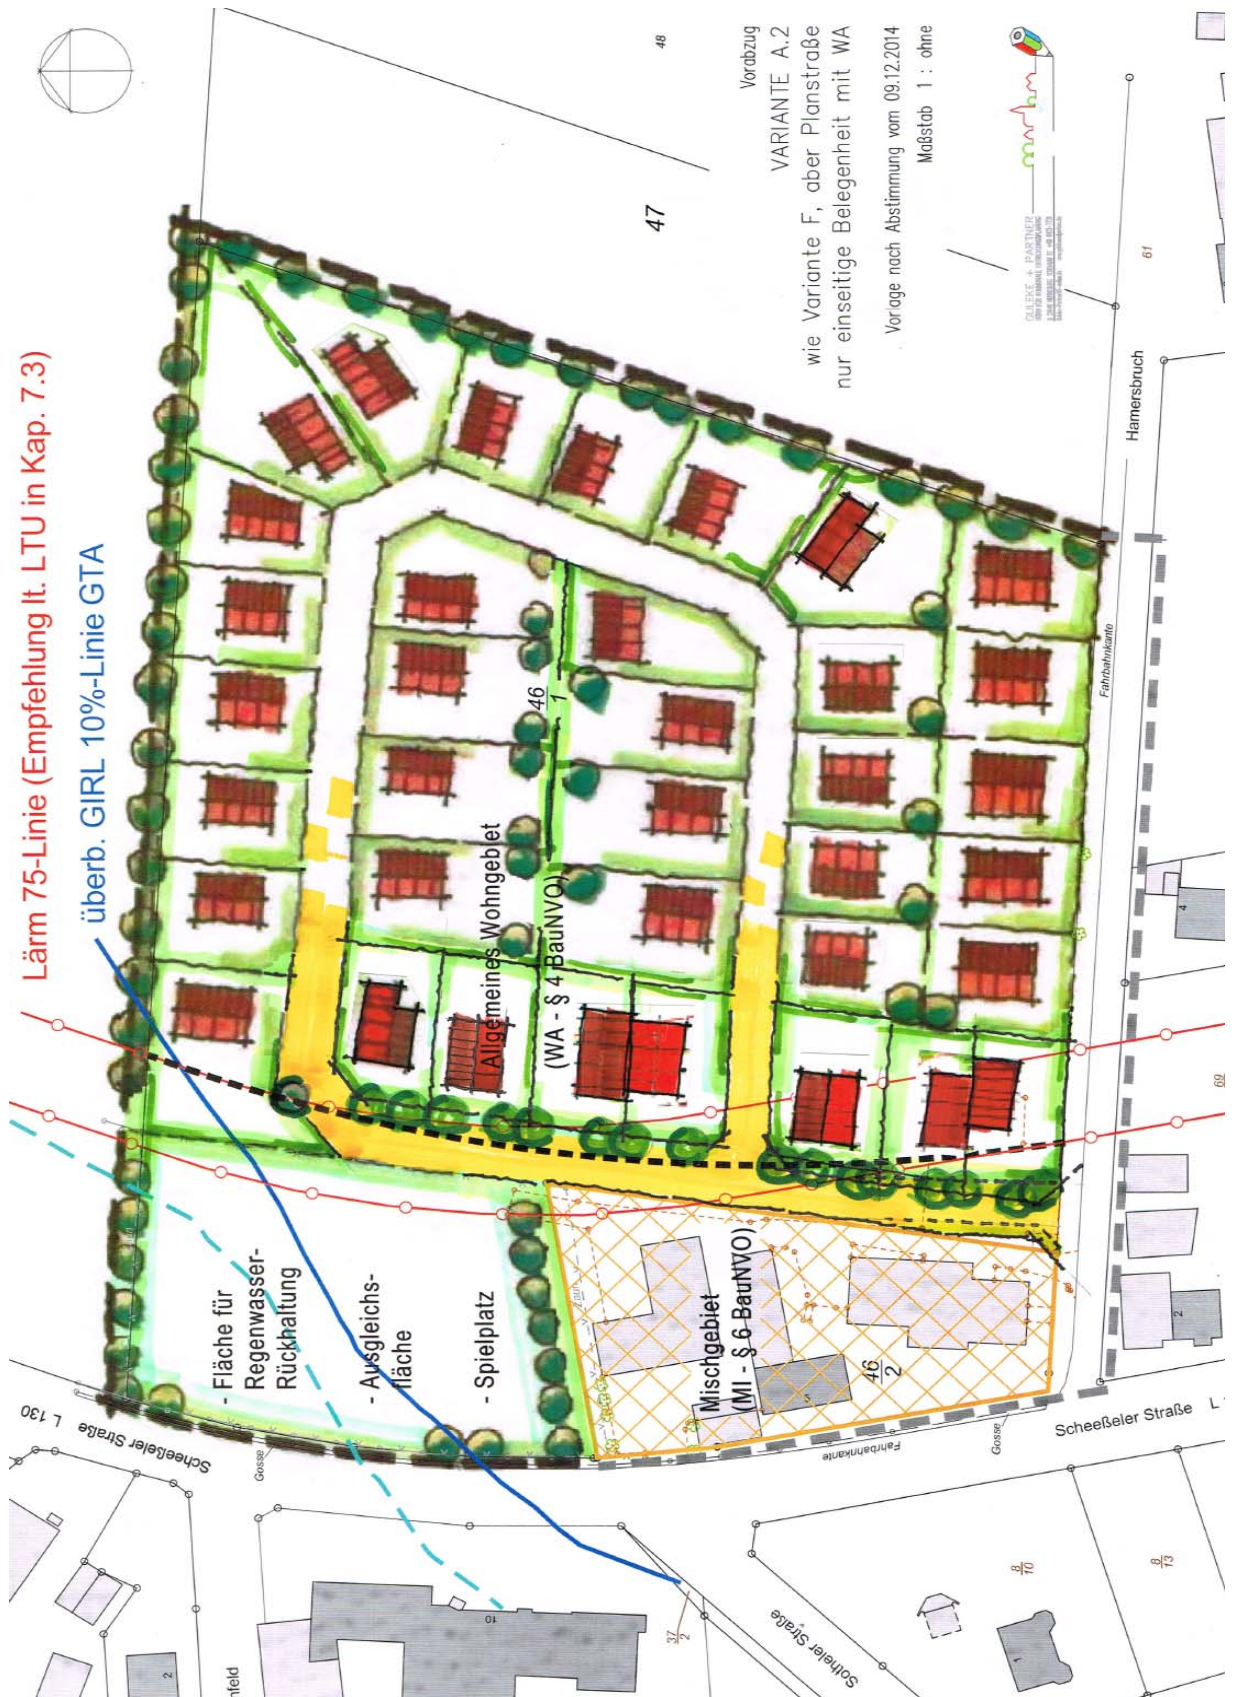 Lärm 75-Linie (Empfehlung lt. LTU in Kap. 7.3)
überb. GIRL 10%-Linie GTA
Vorabzug
VARIANTE A.2
wie Variante F, aber Planstraße
nur einseitige Belegenheit mit WA
Vorlage nach Abstimmung vom 09.12.2014
Maßstab 1 : ohne
GULEKE + PARTNER
48
47
61
Hamersbruch
Fahrbahnkante
46
1
Allgemeines Wohngebiet
(WA - § 4 BauNVO)
- Fläche für
Regenwasser-
Rückhaltung
- Ausgleichs-
fläche
- Spielplatz
Zaun
Mischgebiet
(MI - § 6 BauNVO)
46
2
4
69
2
Scheeßeler Straße L 130
Gosse
Fahrbahnkante
Gosse
Scheeßeler Straße L
Sotheler Straße
37
2
8
10
8
13
10
1
2
nfeld